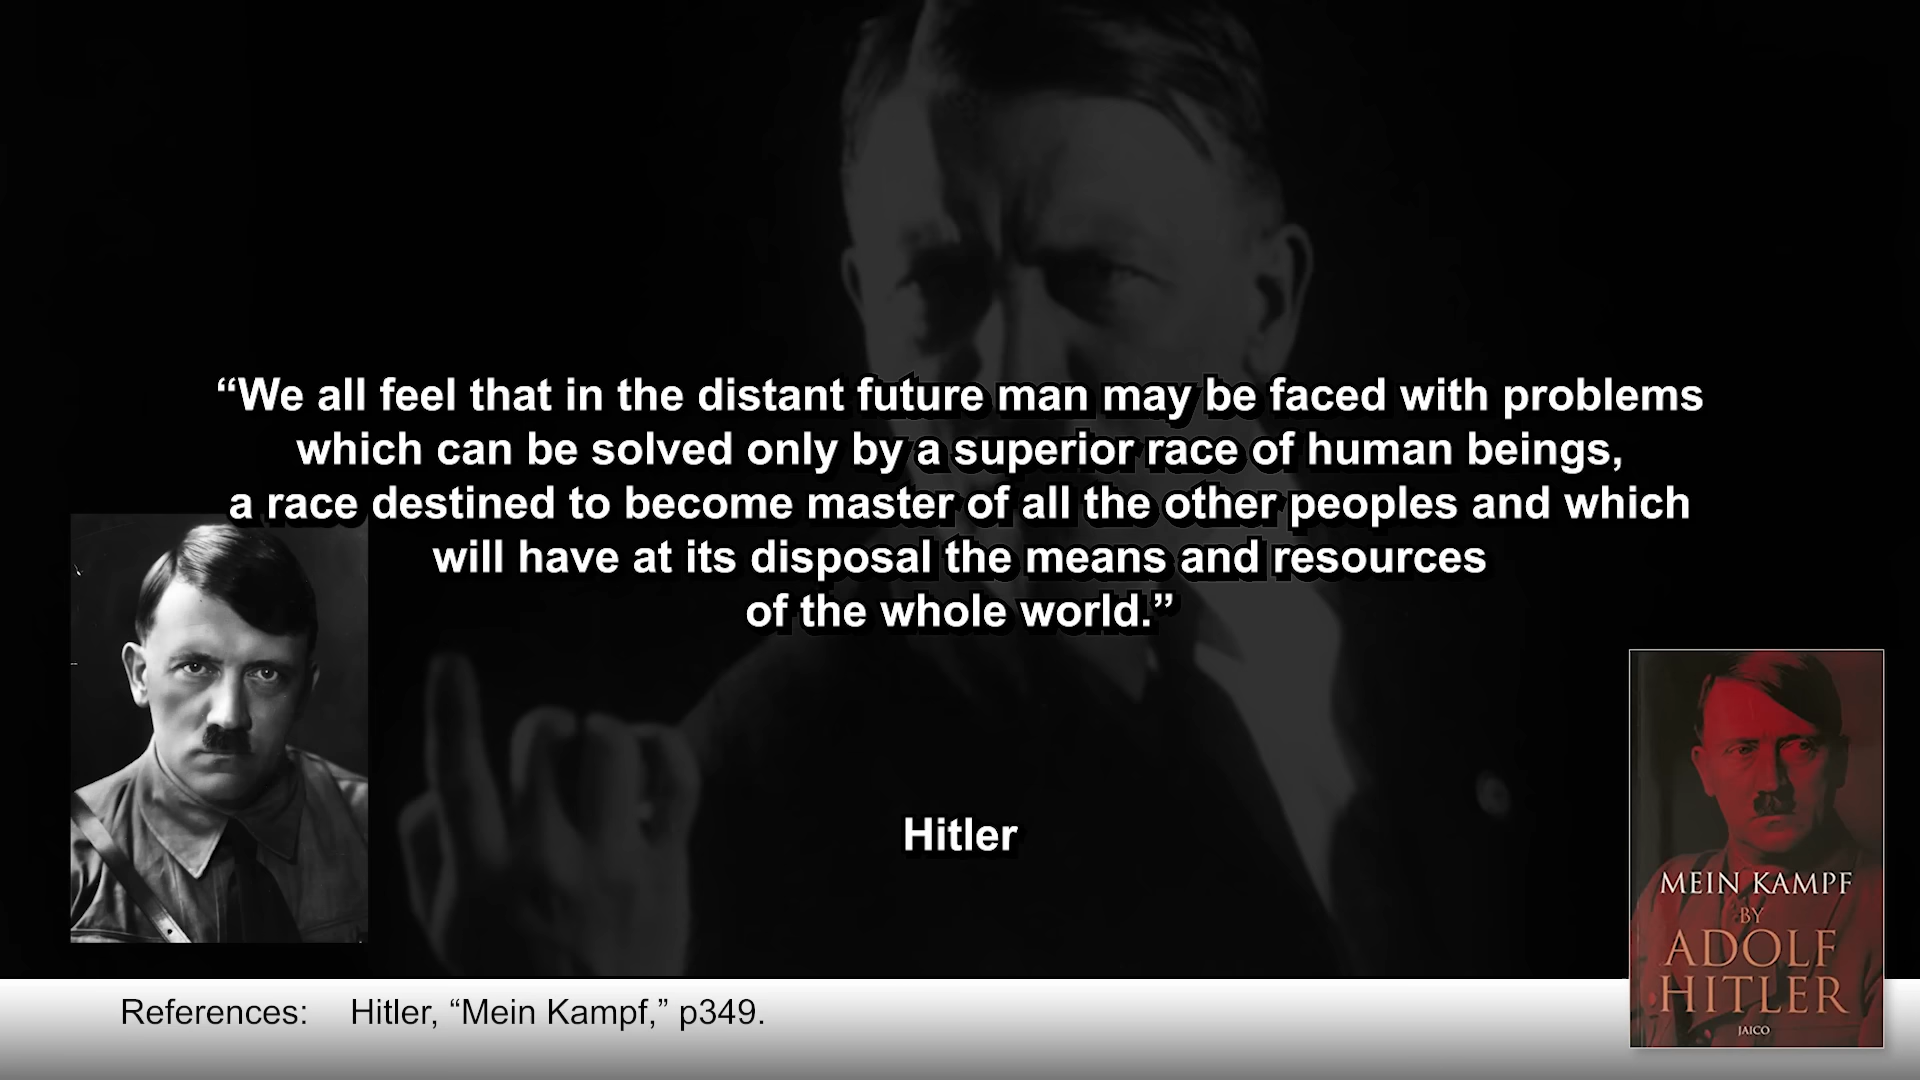 “We all feel that in the distant future man may be faced with problems
which can be solved only by a superior race of human beings,
a race destined to become master of all the other peoples and which
will have at its disposal the means and resources
of the whole world.”
Hitler
MEIN KAMPF
BY
ADOLF
HITLER
JAICO
References: Hitler, “Mein Kampf,” p349.